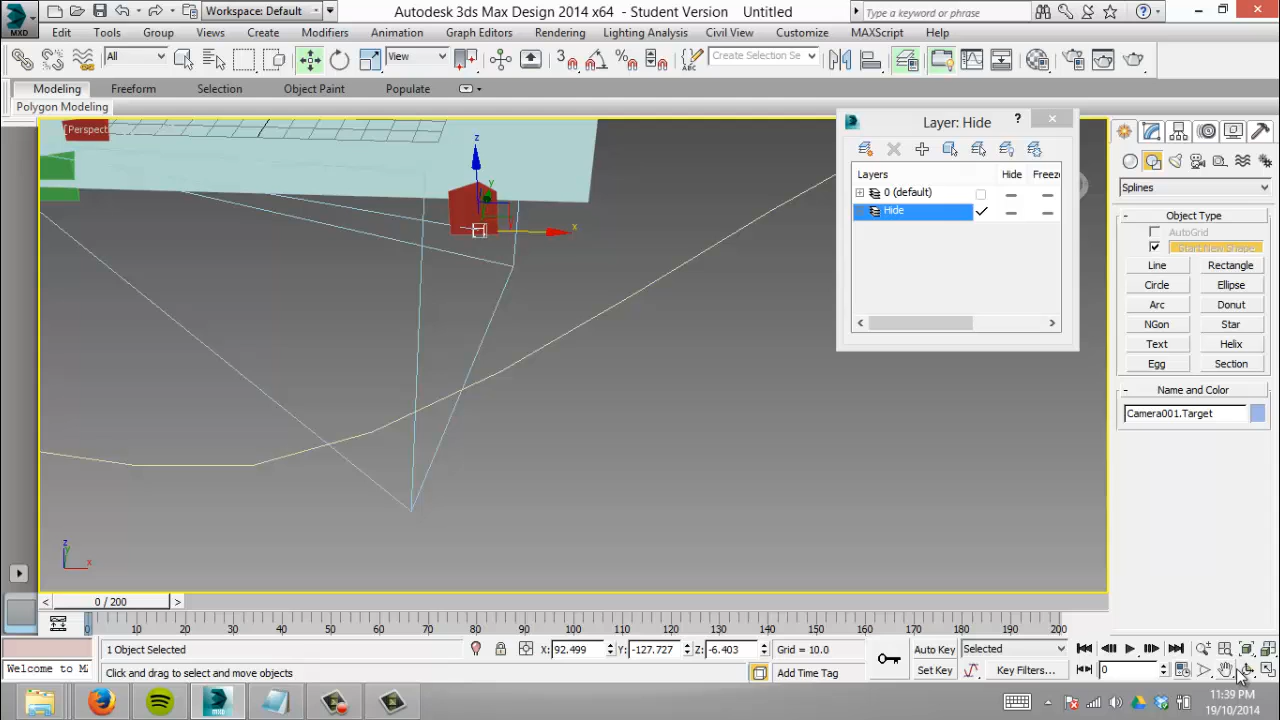 MXD
Workspace: Default
Autodesk 3ds Max Design 2014 x64 - Student Version Untitled
Type a keyword or phrase
Edit Tools Group Views Create Modifiers Animation Graph Editors Rendering Lighting Analysis Civil View Customize MAXScript Help
All
View
3
Create Selection Se
Modeling Freeform Selection Object Paint Populate
Polygon Modeling
[Perspect
z
y
x
Layer: Hide
?
Layers Hide Freeze
0 (default)
Hide
Splines
Object Type
AutoGrid
Start New Shape
Line Rectangle
Circle Ellipse
Arc Donut
NGon Star
Text Helix
Egg Section
Name and Color
Camera001.Target
z
y
x
0 / 200
0 10 20 30 40 50 60 70 80 90 100 110 120 130 140 150 160 170 180 190 200
1 Object Selected
X: 92.499 Y: -127.727 Z: -6.403 Grid = 10.0
Auto Key Selected
Welcome to M
Click and drag to select and move objects
Add Time Tag
Set Key Key Filters...
0
11:39 PM
19/10/2014